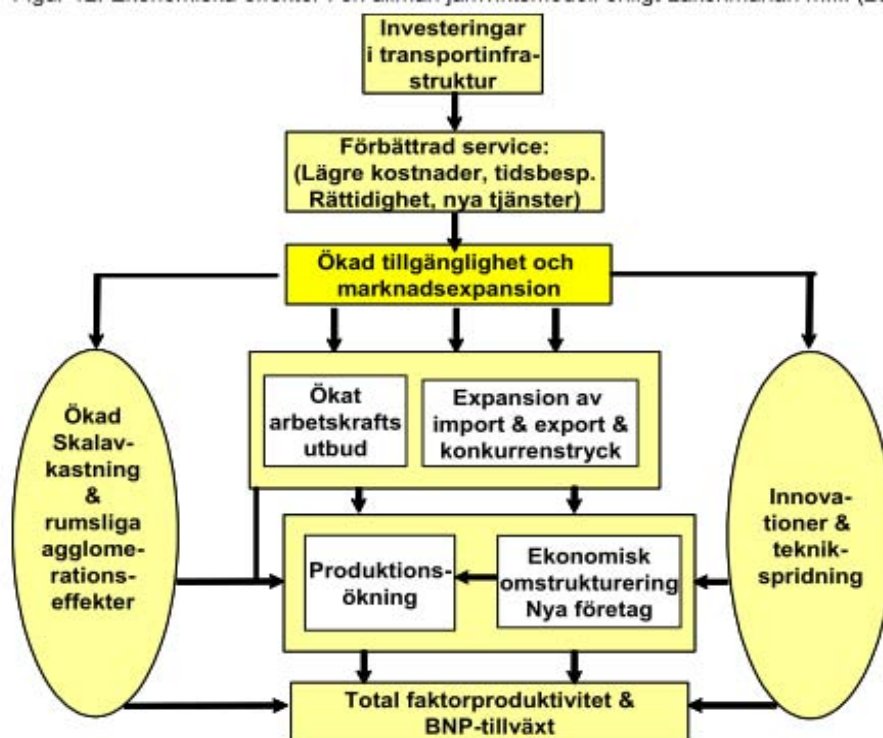 Investeringar
i transportinfra-
struktur
Förbättrad service:
(Lägre kostnader, tidsbesp.
Rättidighet, nya tjänster)
Ökad tillgänglighet och
marknadsexpansion
Ökad
Skalav-
kastning
&
rumsliga
agglome-
rations-
effekter
Ökat
arbetskrafts
utbud
Expansion av
import & export &
konkurrenstryck
Innova-
tioner &
teknik-
spridning
Produktions-
ökning
Ekonomisk
omstrukturering
Nya företag
Total faktorproduktivitet &
BNP-tillväxt